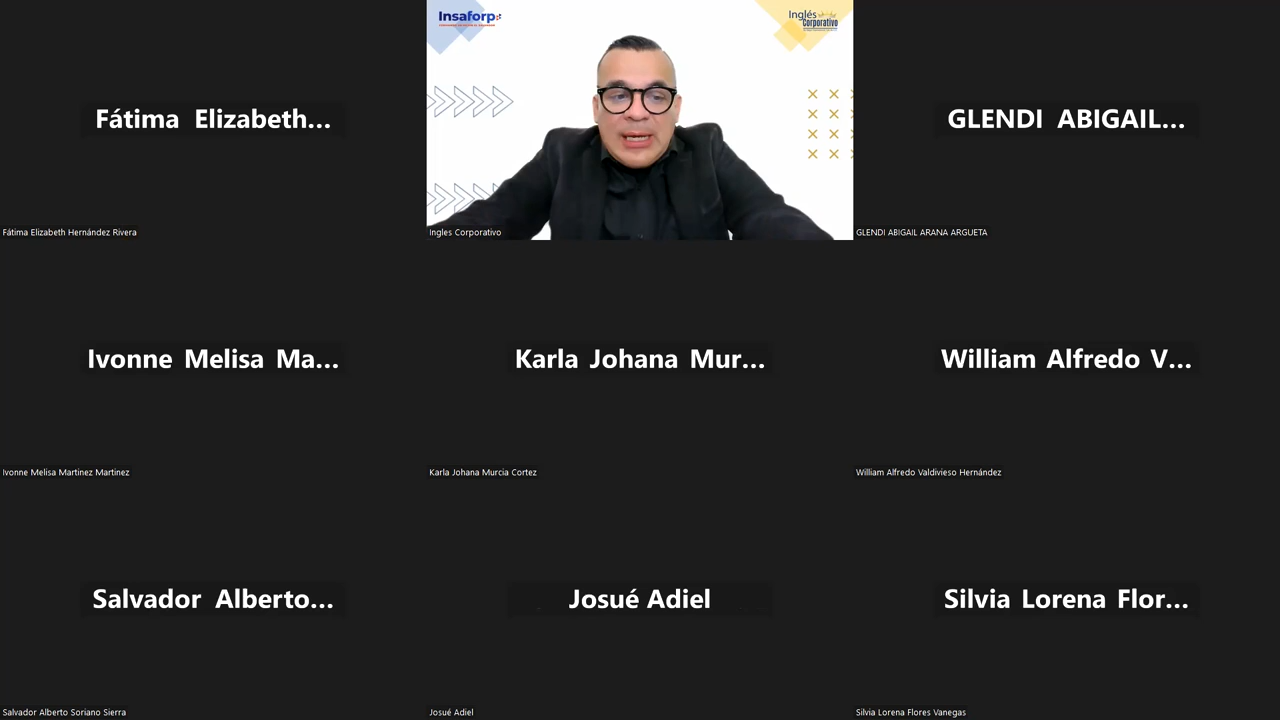 Fátima Elizabeth...
Fátima Elizabeth Hernández Rivera
Insaforp
Inglés
Corporativo
Ingles Corporativo
GLENDI ABIGAIL...
GLENDI ABIGAIL ARANA ARGUETA
Ivonne Melisa Ma...
Ivonne Melisa Martinez Martinez
Karla Johana Mur...
Karla Johana Murcia Cortez
William Alfredo V...
William Alfredo Valdivieso Hernández
Salvador Alberto...
Salvador Alberto Soriano Sierra
Josué Adiel
Josué Adiel
Silvia Lorena Flor...
Silvia Lorena Flores Vanegas